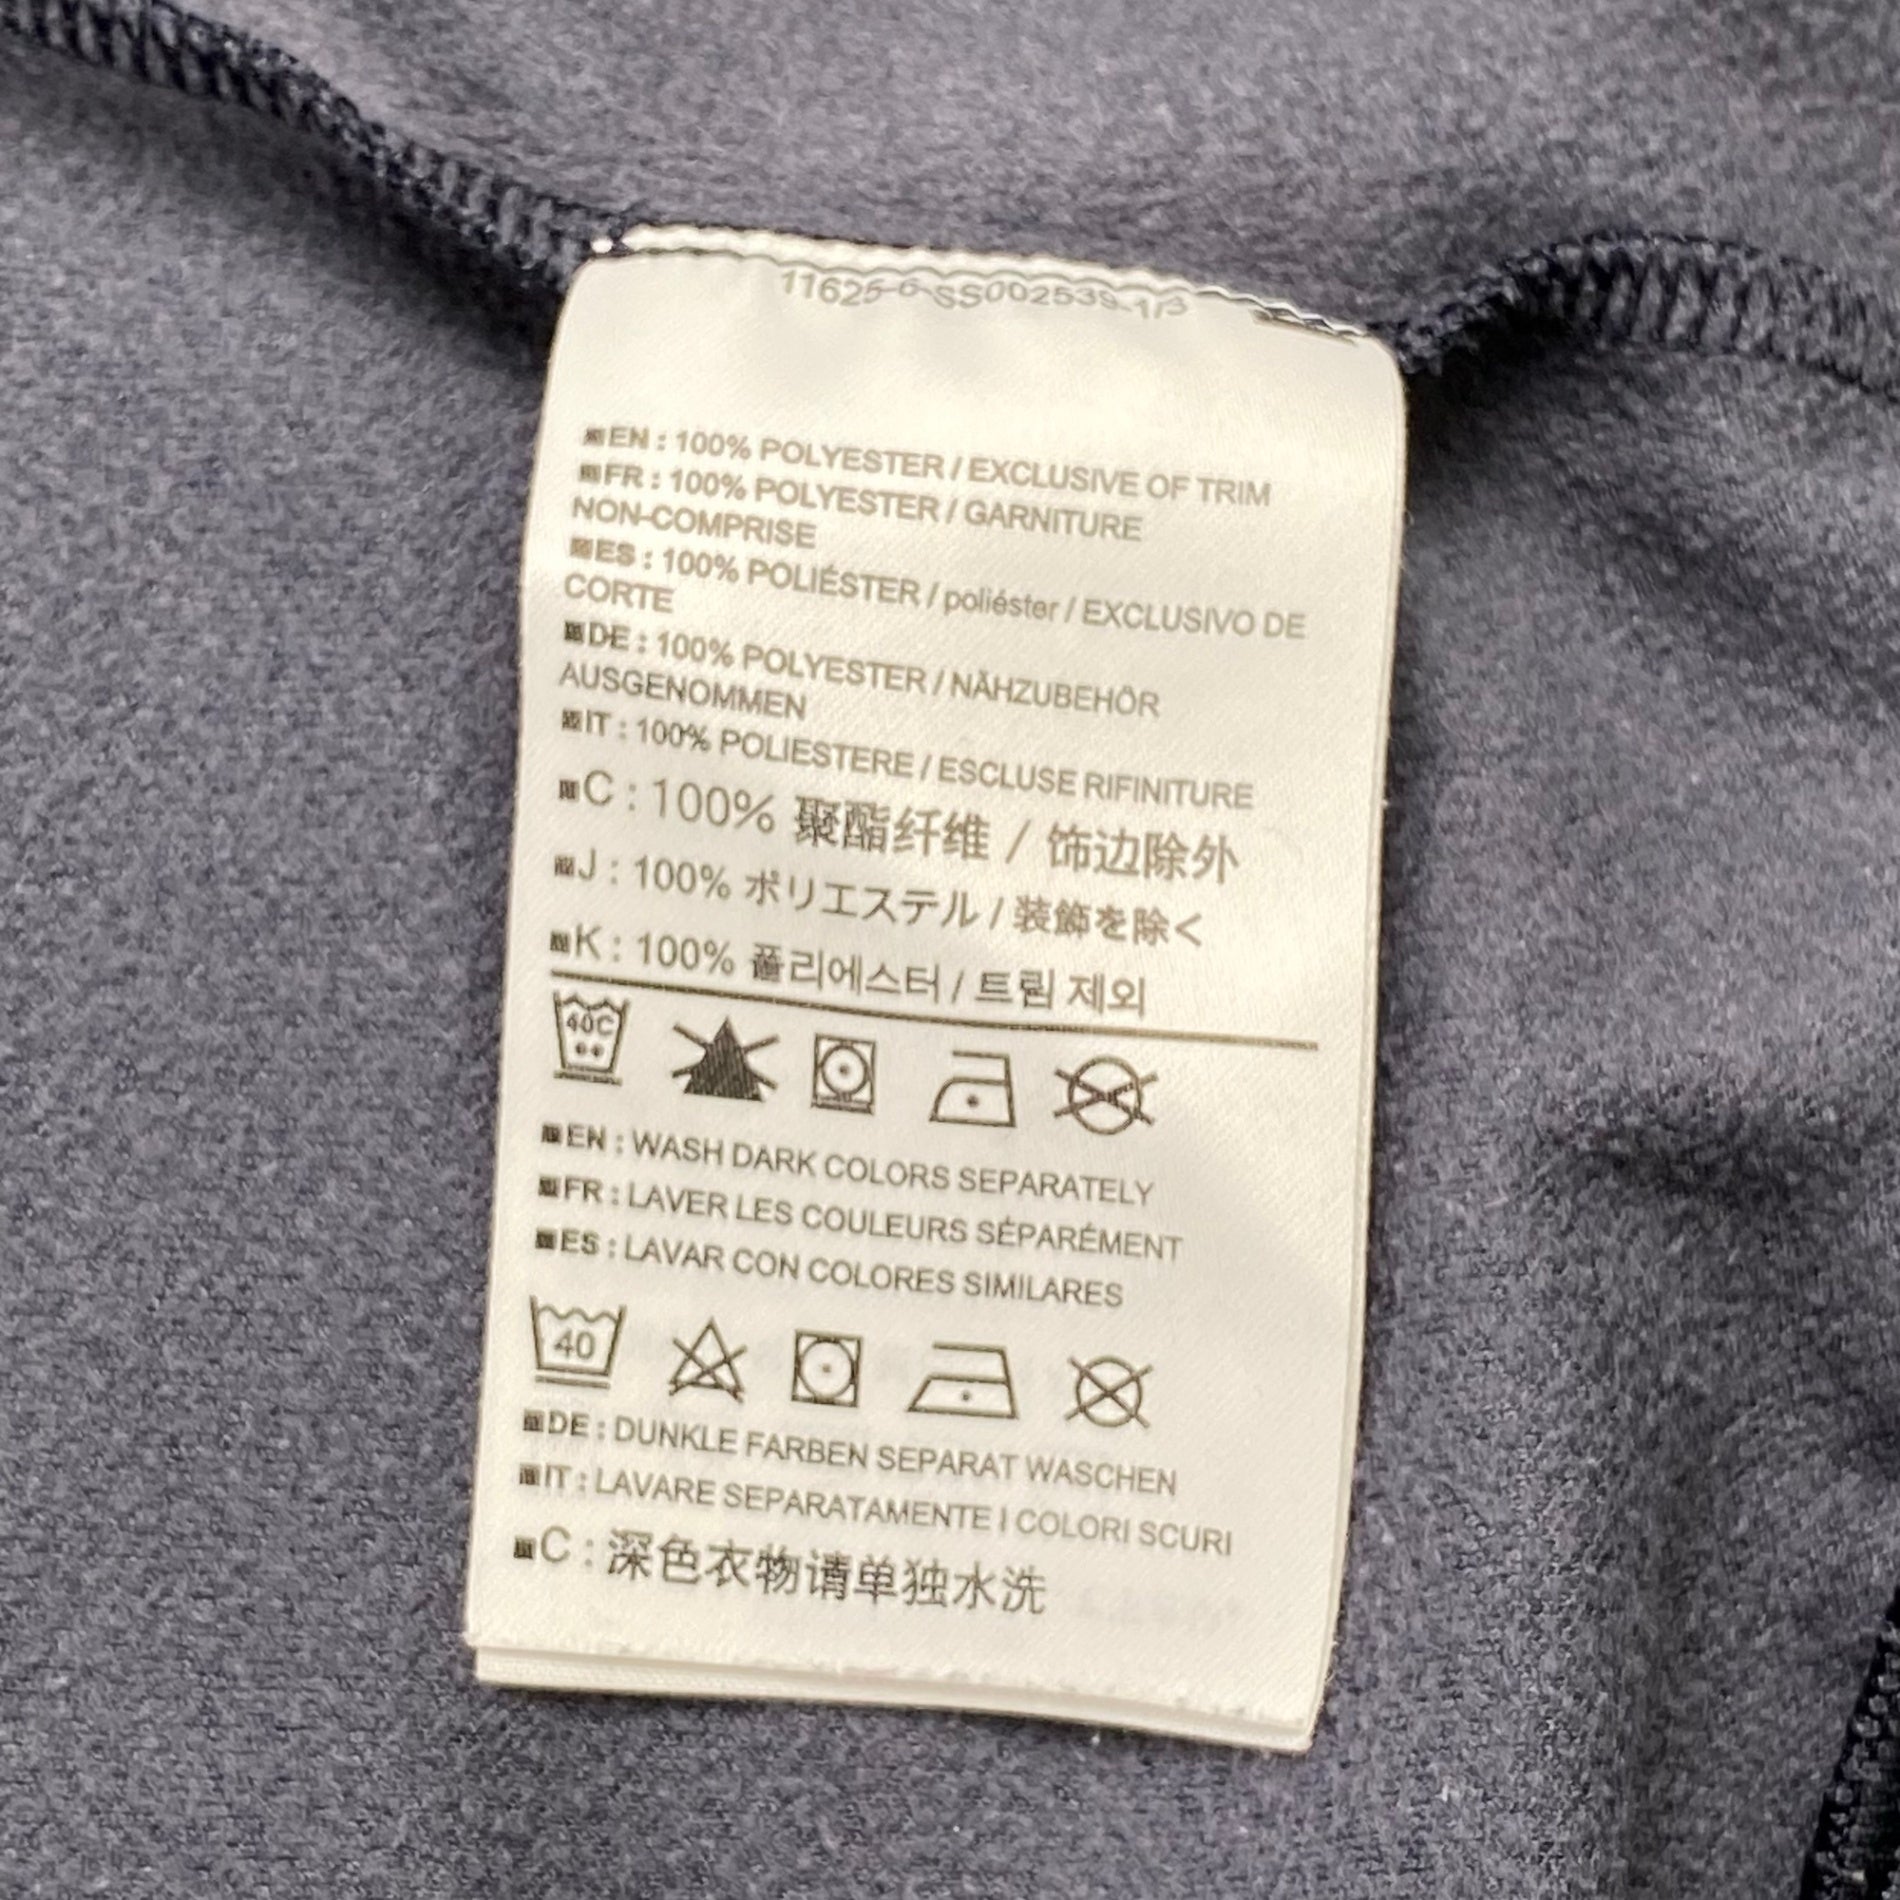 11625-6-SS002539-1/3
EN : 100% POLYESTER / EXCLUSIVE OF TRIM
FR : 100% POLYESTER / GARNITURE
NON-COMPRISE
ES : 100% POLIÉSTER / poliéster / EXCLUSIVO DE
CORTE
DE : 100% POLYESTER / NÄHZUBEHÖR
AUSGENOMMEN
IT : 100% POLIESTERE / ESCLUSE RIFINITURE
C : 100% 聚酯纤维 / 饰边除外
J : 100% ポリエステル / 装飾を除く
K : 100% 폴리에스터 / 트림 제외
40C
EN : WASH DARK COLORS SEPARATELY
FR : LAVER LES COULEURS SÉPARÉMENT
ES : LAVAR CON COLORES SIMILARES
40
DE : DUNKLE FARBEN SEPARAT WASCHEN
IT : LAVARE SEPARATAMENTE I COLORI SCURI
C : 深色衣物请单独水洗